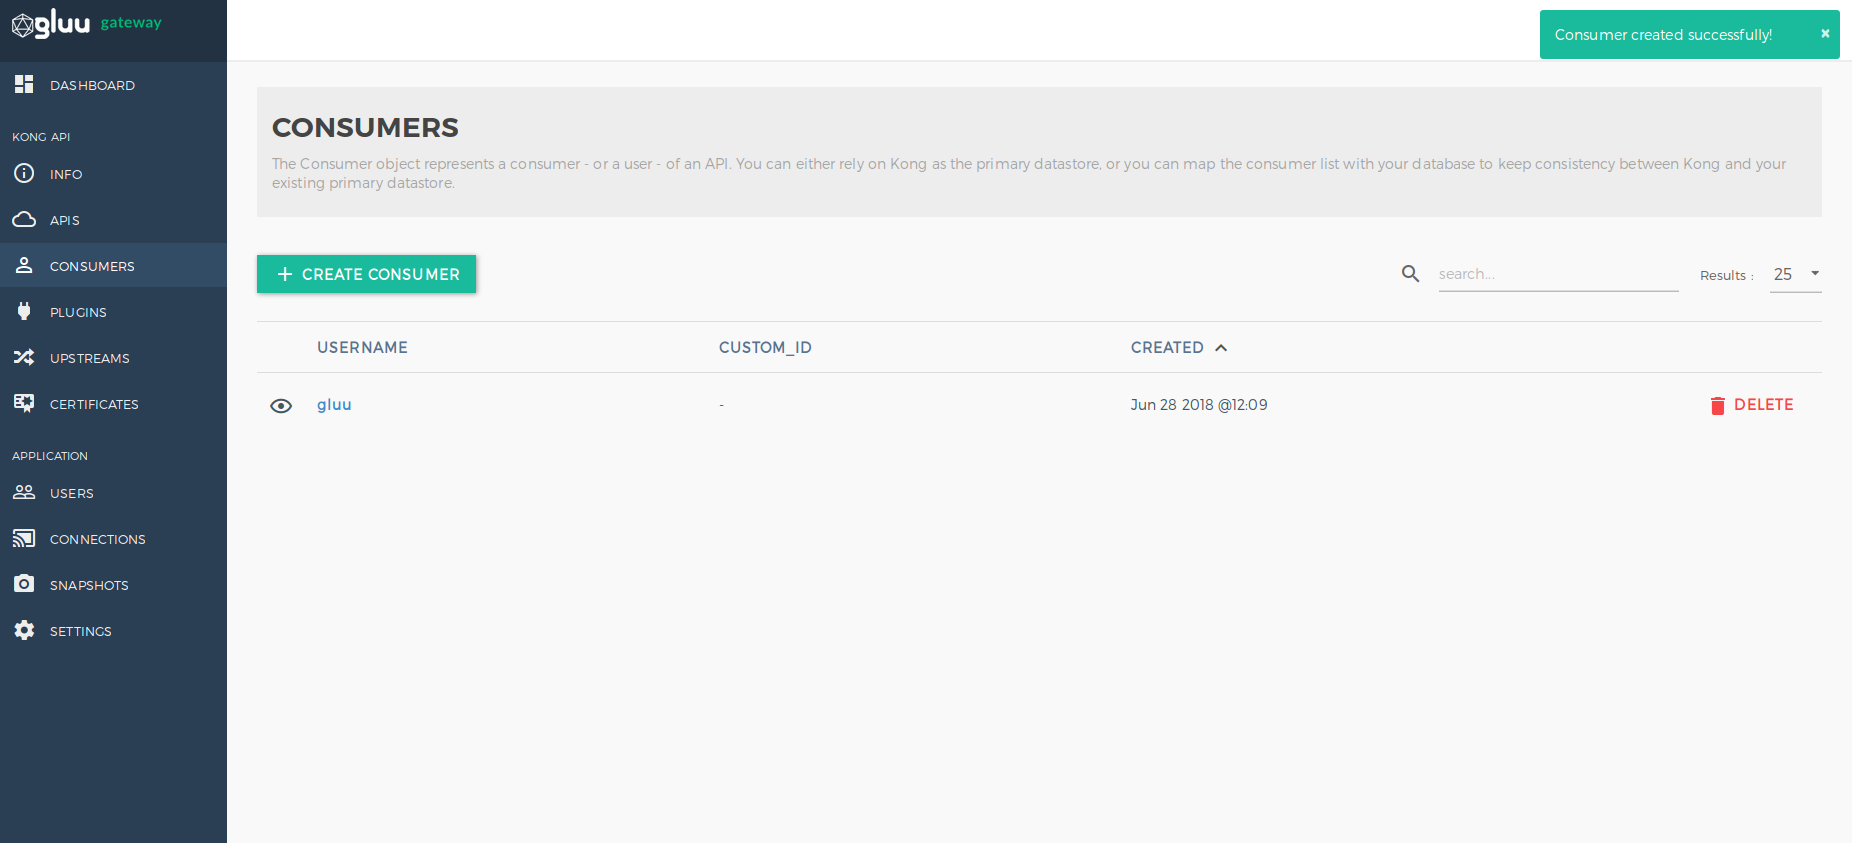 gluu gateway
Consumer created successfully! ×
DASHBOARD
KONG API
INFO
APIS
CONSUMERS
PLUGINS
UPSTREAMS
CERTIFICATES
APPLICATION
USERS
CONNECTIONS
SNAPSHOTS
SETTINGS
CONSUMERS
The Consumer object represents a consumer - or a user - of an API. You can either rely on Kong as the primary datastore, or you can map the consumer list with your database to keep consistency between Kong and your
existing primary datastore.
CREATE CONSUMER
search...
Results :
25
USERNAME CUSTOM_ID CREATED
gluu - Jun 28 2018 @12:09 DELETE